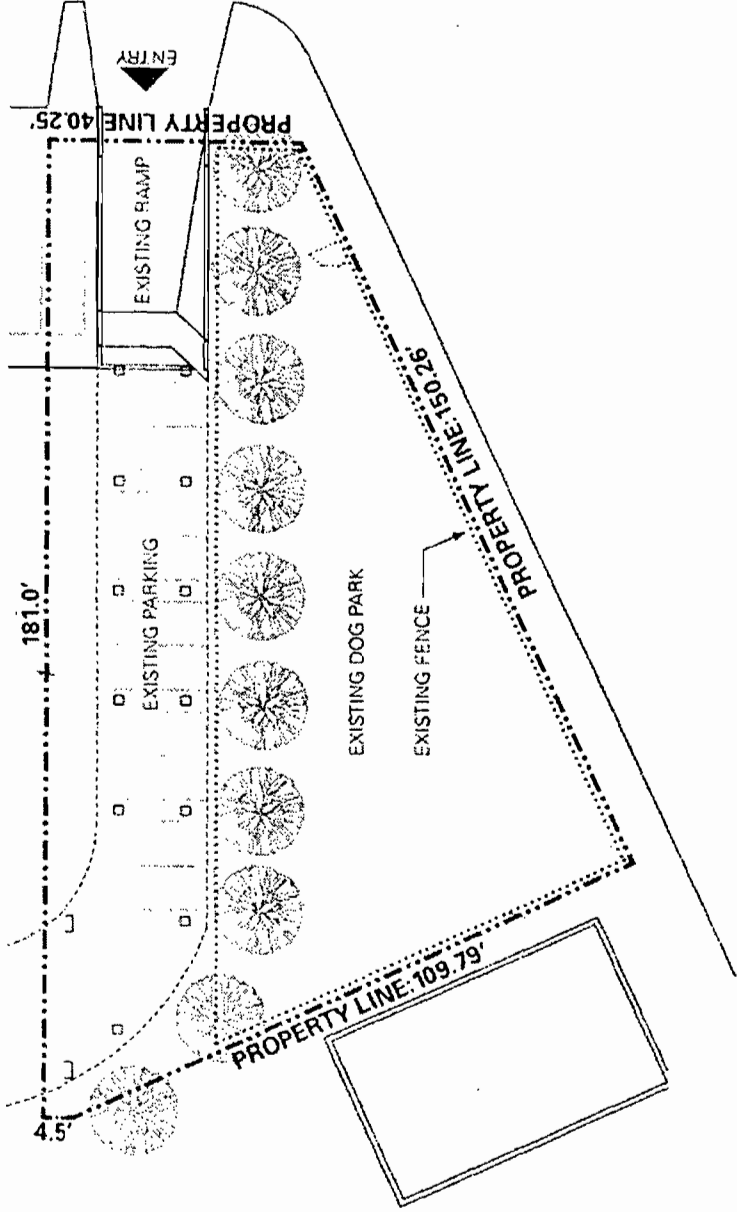 ENTRY
PROPERTY LINE 40.25'
EXISTING RAMP
181.0'
EXISTING PARKING
PROPERTY LINE: 150.26'
EXISTING DOG PARK
EXISTING FENCE
PROPERTY LINE: 109.79'
4.5'